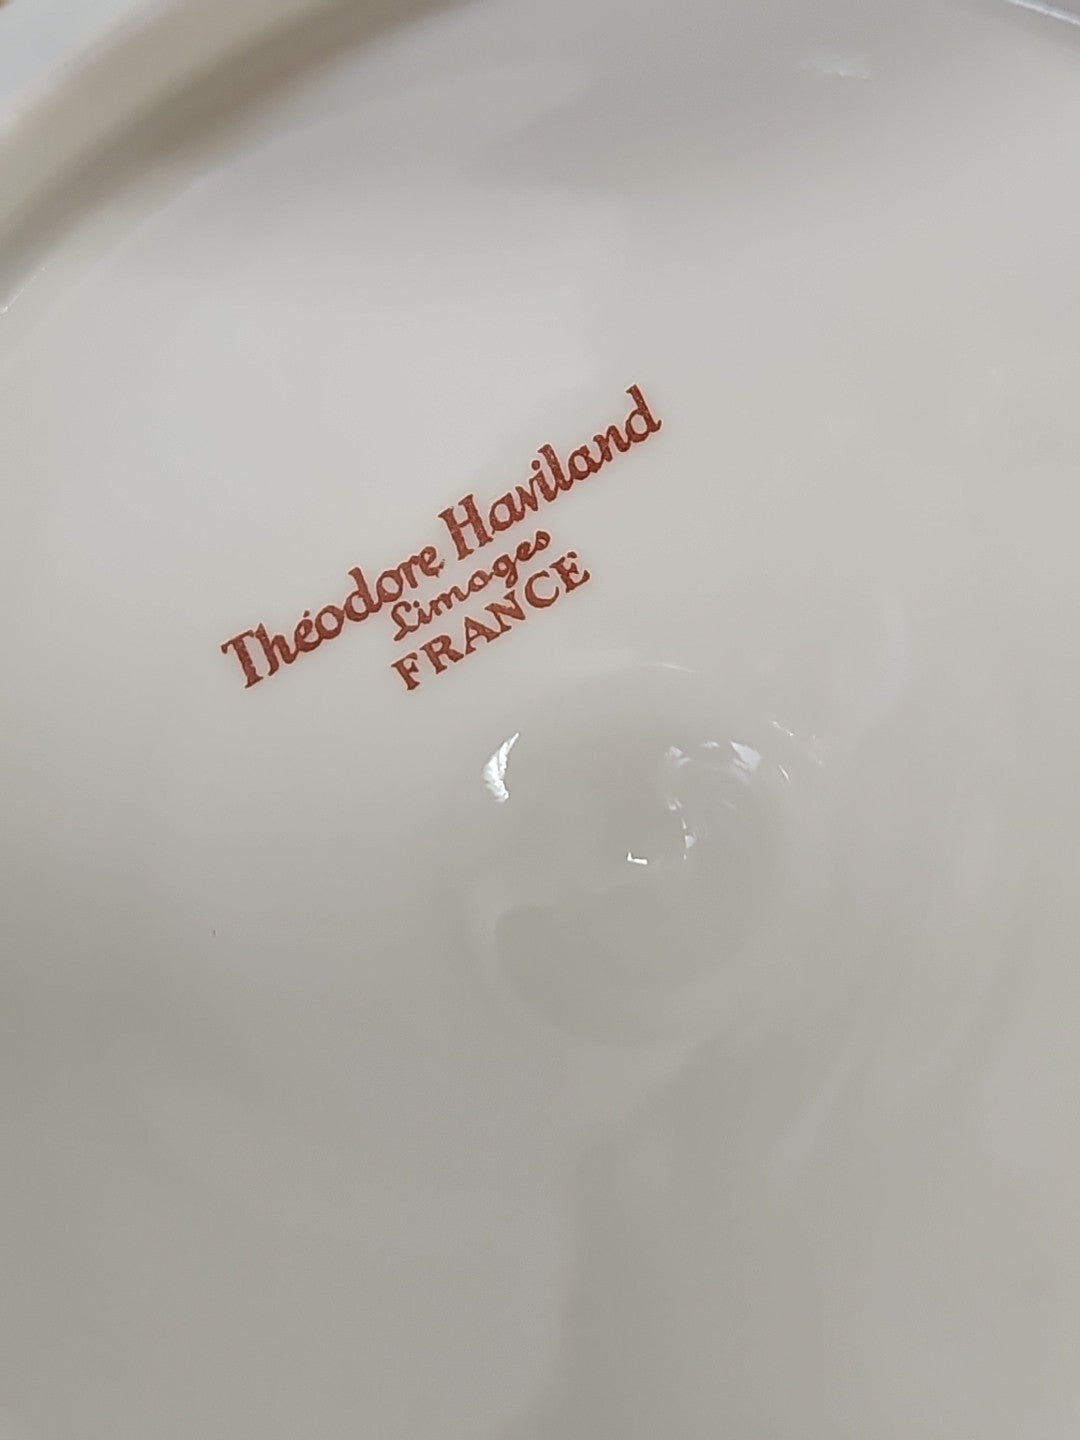 Théodore Haviland
Limoges
FRANCE